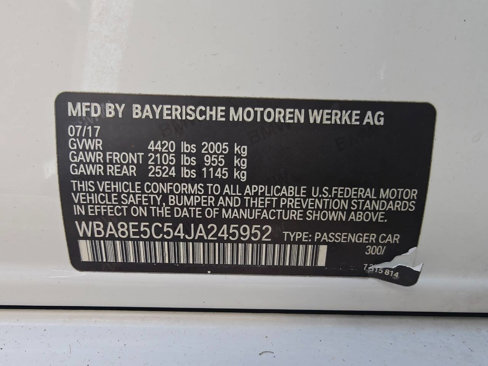 MFD BY BAYERISCHE MOTOREN WERKE AG
07/17
GVWR 4420 lbs 2005 kg
GAWR FRONT 2105 lbs 955 kg
GAWR REAR 2524 lbs 1145 kg
THIS VEHICLE CONFORMS TO ALL APPLICABLE U.S.FEDERAL MOTOR
VEHICLE SAFETY, BUMPER AND THEFT PREVENTION STANDARDS
IN EFFECT ON THE DATE OF MANUFACTURE SHOWN ABOVE.
WBA8E5C54JA245952 TYPE: PASSENGER CAR
300/